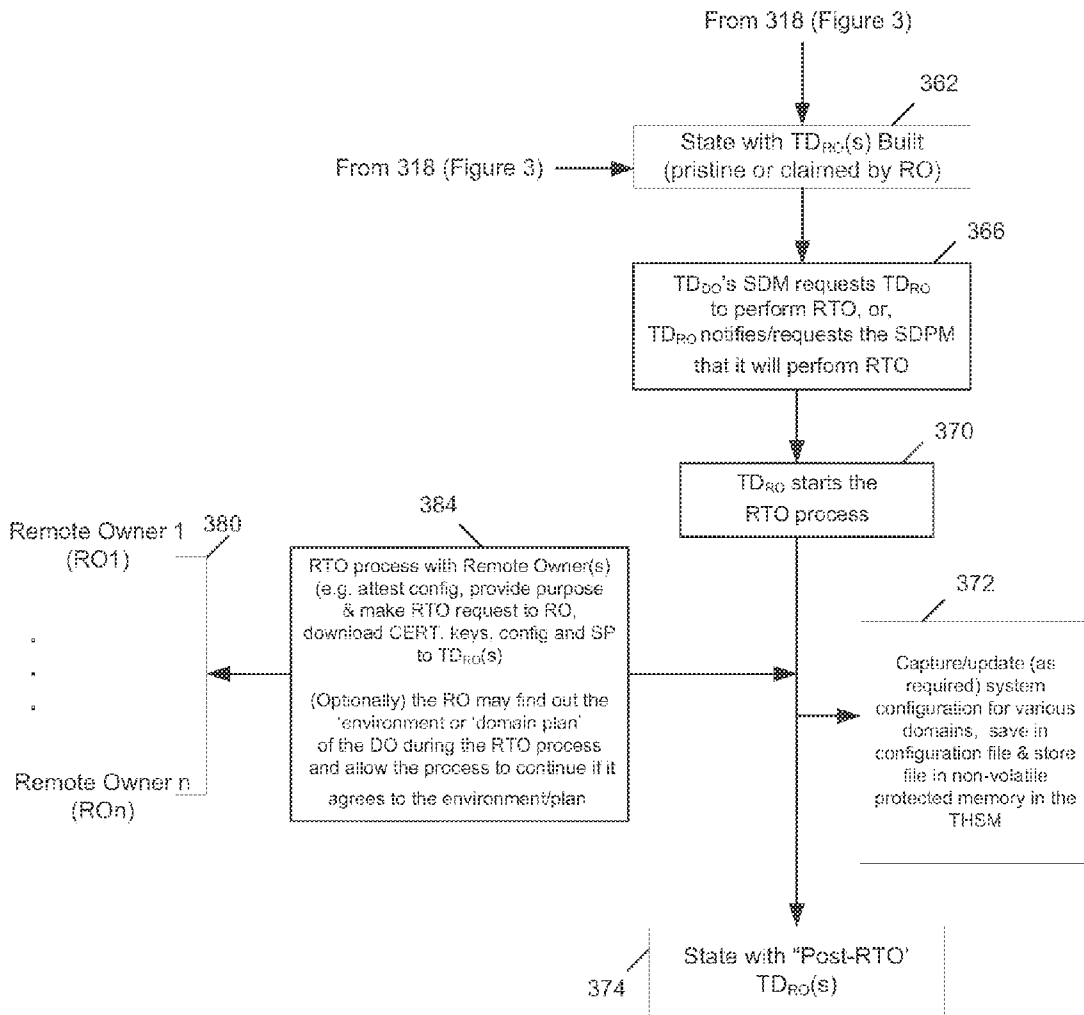 From 318 (Figure 3)
362
State with TDRO(s) Built
(pristine or claimed by RO)
From 318 (Figure 3)
366
TDDO's SDM requests TDRO
to perform RTO, or,
TDRO notifies/requests the SDPM
that it will perform RTO
370
TDRO starts the
RTO process
384
RTO process with Remote Owner(s)
(e.g. attest config, provide purpose
& make RTO request to RO,
download CERT, keys, config and SP
to TDRO(s)
(Optionally) the RO may find out the
'environment or 'domain plan'
of the DO during the RTO process
and allow the process to continue if it
agrees to the environment/plan
380
Remote Owner 1
(RO1)
.
.
.
Remote Owner n
(ROn)
372
Capture/update (as
required) system
configuration for various
domains, save in
configuration file & store
file in non-volatile
protected memory in the
THSM
374
State with "Post-RTO'
TDRO(s)